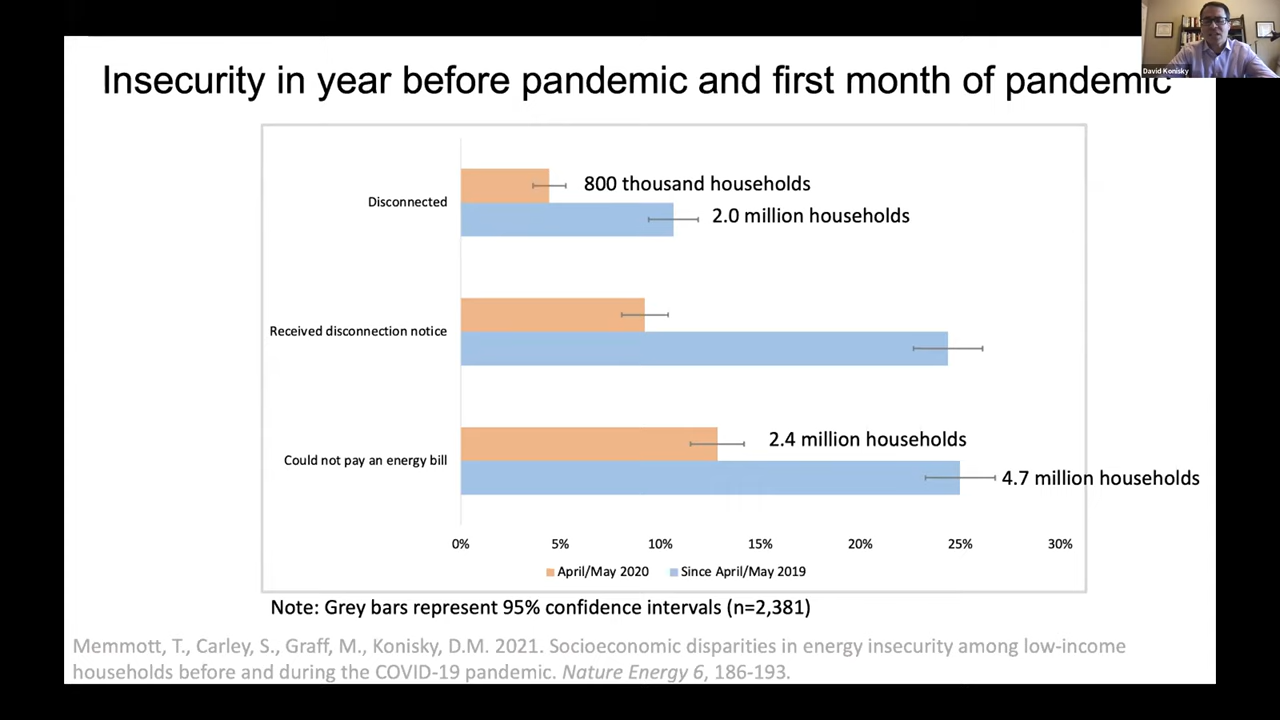 David Konisky
Insecurity in year before pandemic and first month of pandemic
Disconnected
800 thousand households
2.0 million households
Received disconnection notice
Could not pay an energy bill
2.4 million households
4.7 million households
0% 5% 10% 15% 20% 25% 30%
April/May 2020 Since April/May 2019
Note: Grey bars represent 95% confidence intervals (n=2,381)
Memmott, T., Carley, S., Graff, M., Konisky, D.M. 2021. Socioeconomic disparities in energy insecurity among low-income
households before and during the COVID-19 pandemic. Nature Energy 6, 186-193.